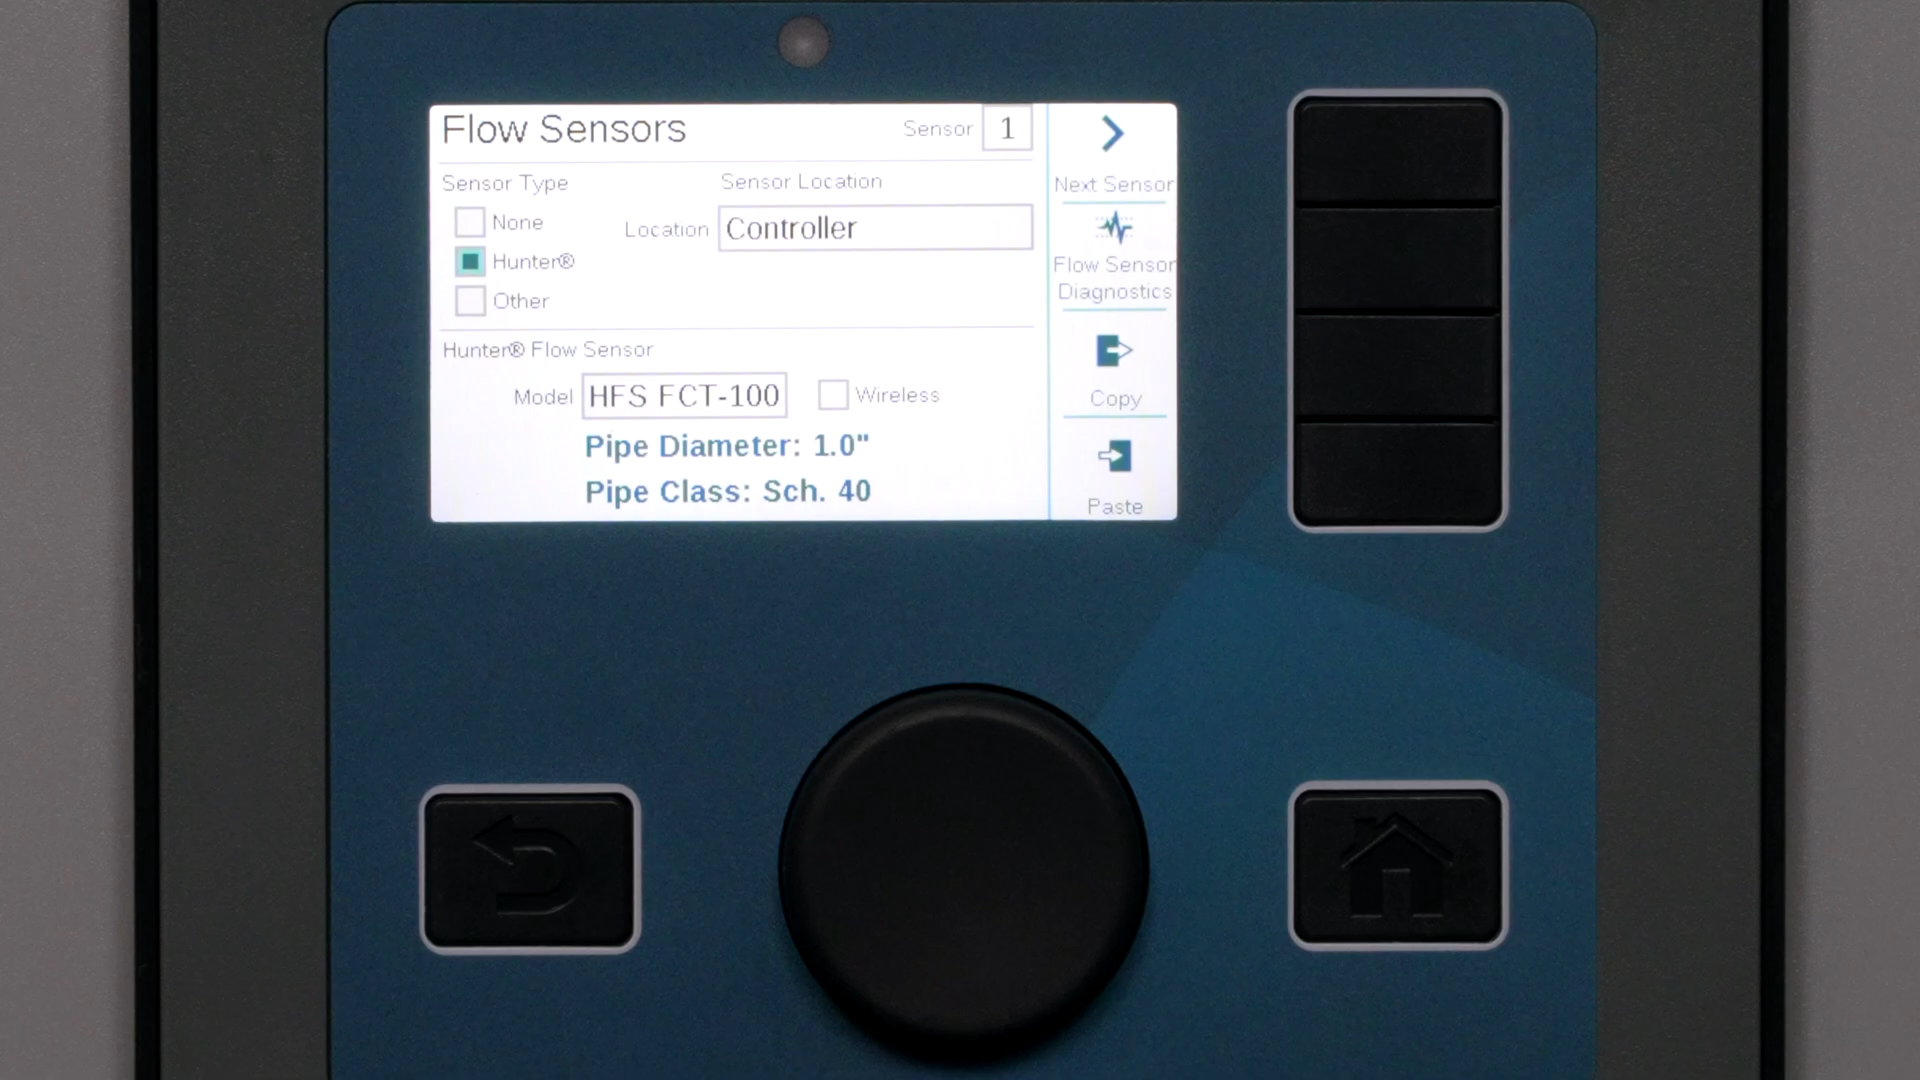 Flow Sensors
Sensor 1
Sensor Type
None
Hunter®
Other
Sensor Location
Location Controller
Hunter® Flow Sensor
Model HFS FCT-100 Wireless
Pipe Diameter: 1.0"
Pipe Class: Sch. 40
Next Sensor
Flow Sensor
Diagnostics
Copy
Paste